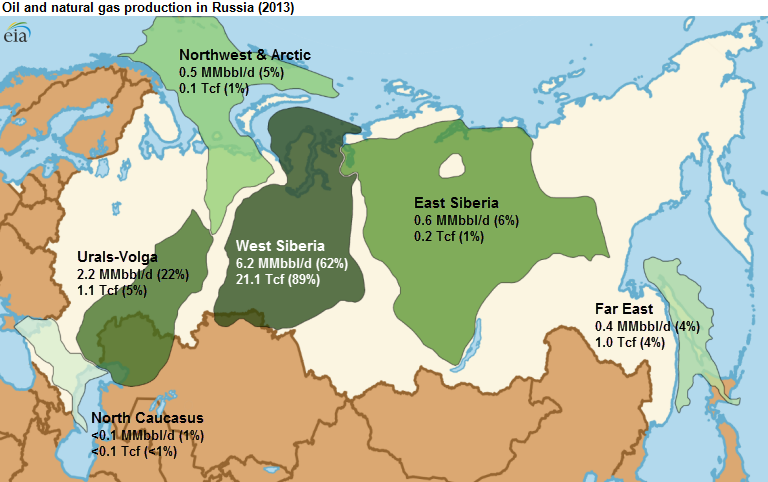 Oil and natural gas production in Russia (2013)
eia
Northwest & Arctic
0.5 MMbbl/d (5%)
0.1 Tcf (1%)
East Siberia
0.6 MMbbl/d (6%)
0.2 Tcf (1%)
West Siberia
6.2 MMbbl/d (62%)
21.1 Tcf (89%)
Urals-Volga
2.2 MMbbl/d (22%)
1.1 Tcf (5%)
Far East
0.4 MMbbl/d (4%)
1.0 Tcf (4%)
North Caucasus
<0.1 MMbbl/d (1%)
<0.1 Tcf (<1%)